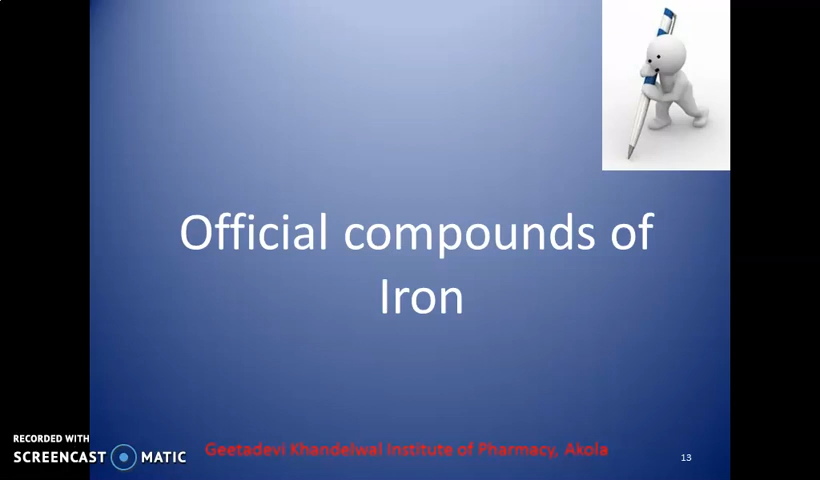 Official compounds of
Iron
RECORDED WITH
SCREENCAST MATIC
Geetadevi Khandelwal Institute of Pharmacy, Akola
13